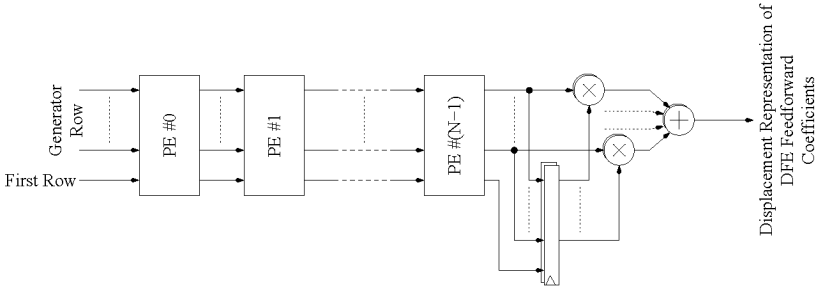 Generator
Row
First Row
PE #0
PE #1
PE #(N−1)
Displacement Representation of
DFE Feedforward
Coefficients